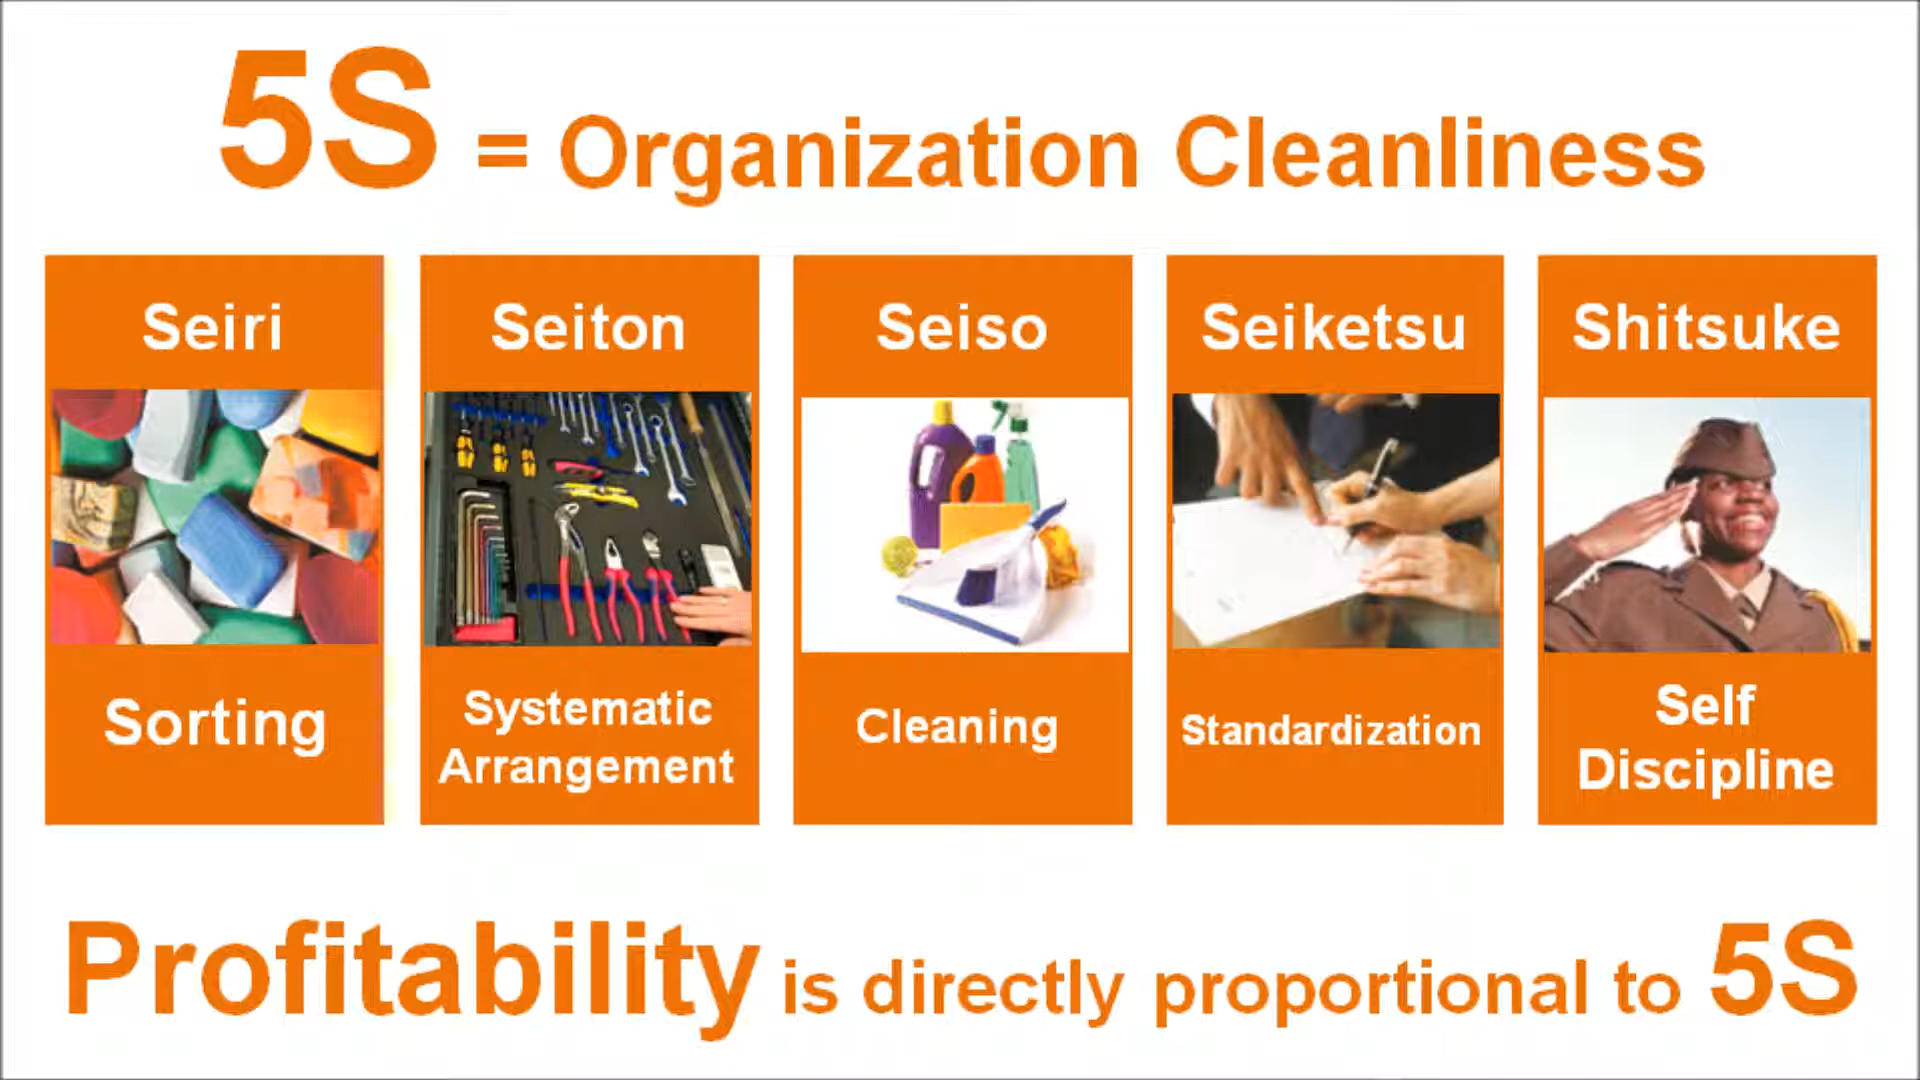 5S = Organization Cleanliness
Seiri
Sorting
Seiton
Systematic
Arrangement
Seiso
Cleaning
Seiketsu
Standardization
Shitsuke
Self
Discipline
Profitability is directly proportional to 5S